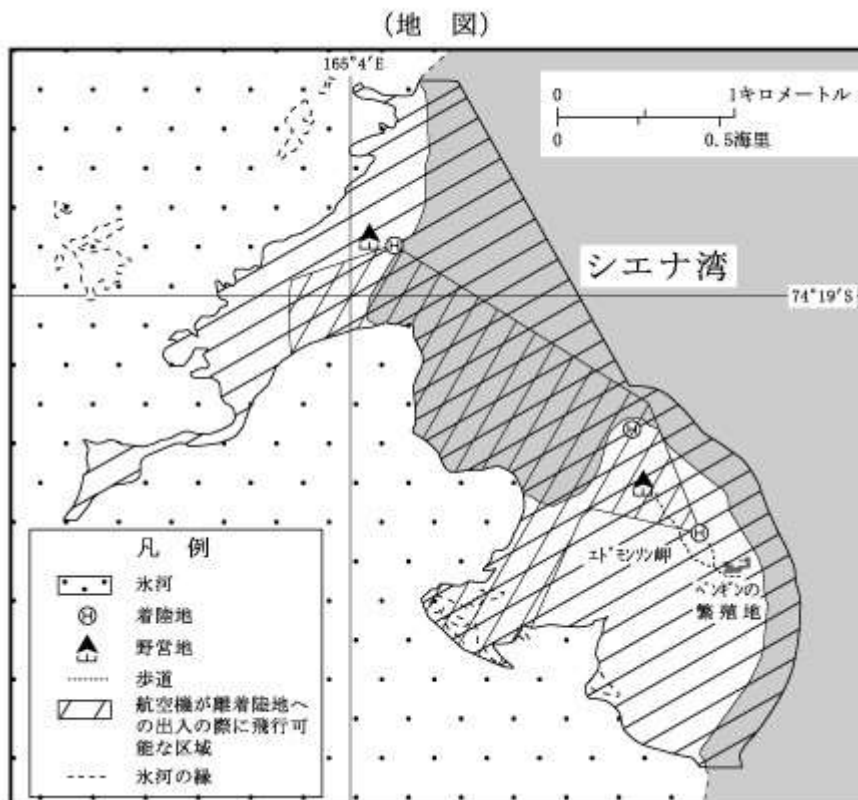 (地 図)
165°4′E
0 1キロメートル
0 0.5海里
シエナ湾
74°19′S
エドモンソン岬
ペンギンの
繁殖地
凡 例
氷河
着陸地
野営地
歩道
航空機が離着陸地へ
の出入の際に飛行可
能な区域
氷河の縁